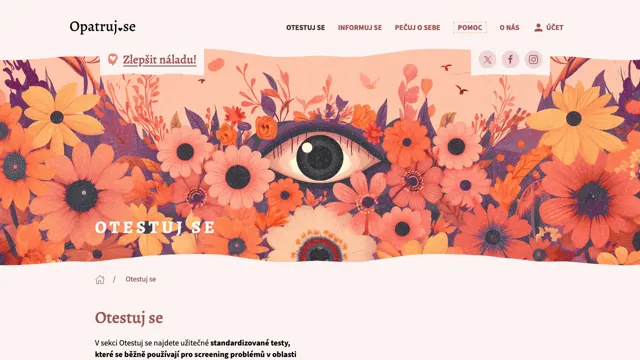 Opatruj.se
OTESTUJ SE
INFORMUJ SE
PEČUJ O SEBE
POMOC
O NÁS
ÚČET
Zlepšit náladu!
OTESTUJ SE
/ Otestuj se
Otestuj se
V sekci Otestuj se najdete užitečné standardizované testy,
které se běžně používají pro screening problémů v oblasti